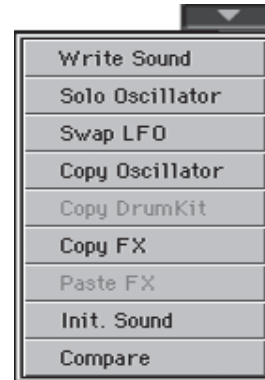 Write Sound
Solo Oscillator
Swap LFO
Copy Oscillator
Copy DrumKit
Copy FX
Paste FX
Init. Sound
Compare